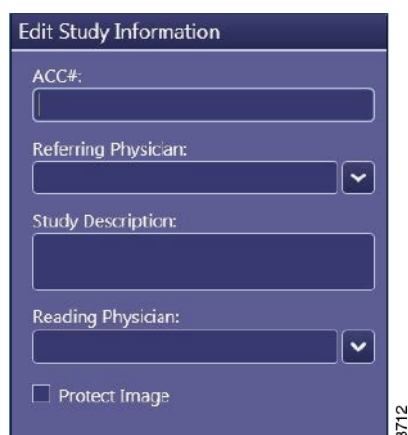 Edit Study Information
ACC#:
Referring Physician:
Study Description:
Reading Physician:
Protect Image